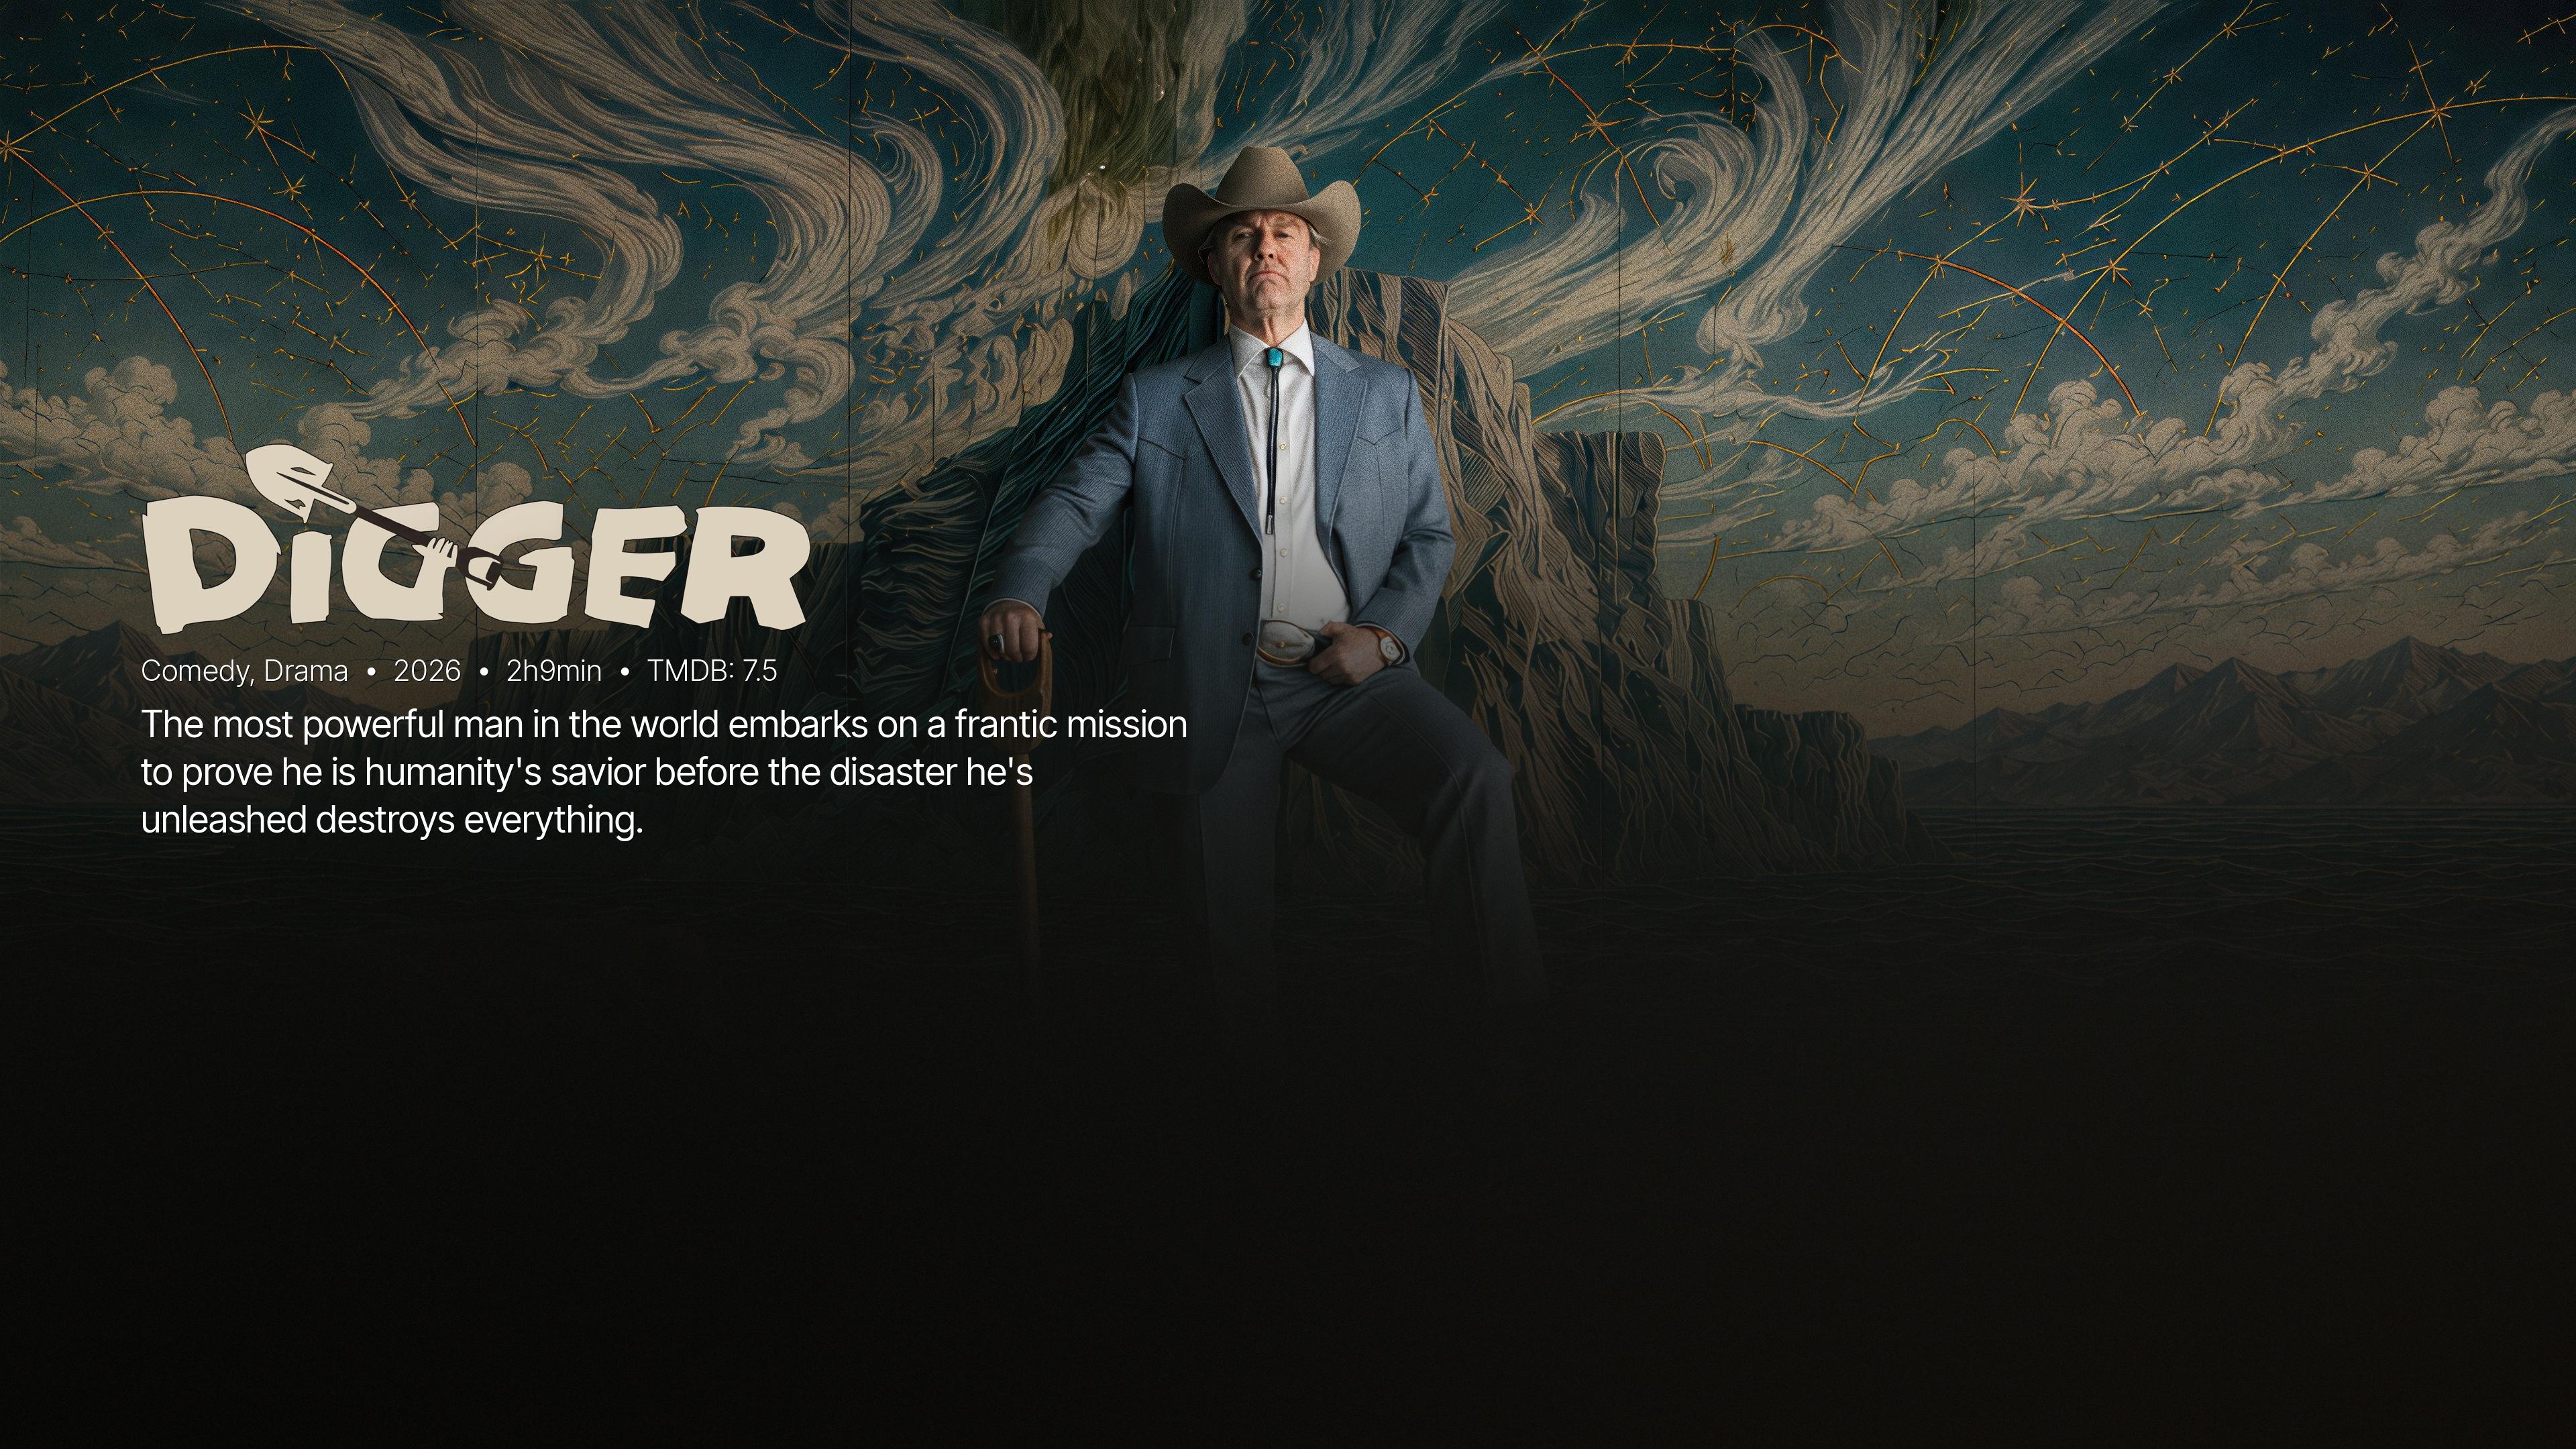 DiGGER
Comedy, Drama • 2026 • 2h9min • TMDB: 7.5
The most powerful man in the world embarks on a frantic mission
to prove he is humanity's savior before the disaster he's
unleashed destroys everything.